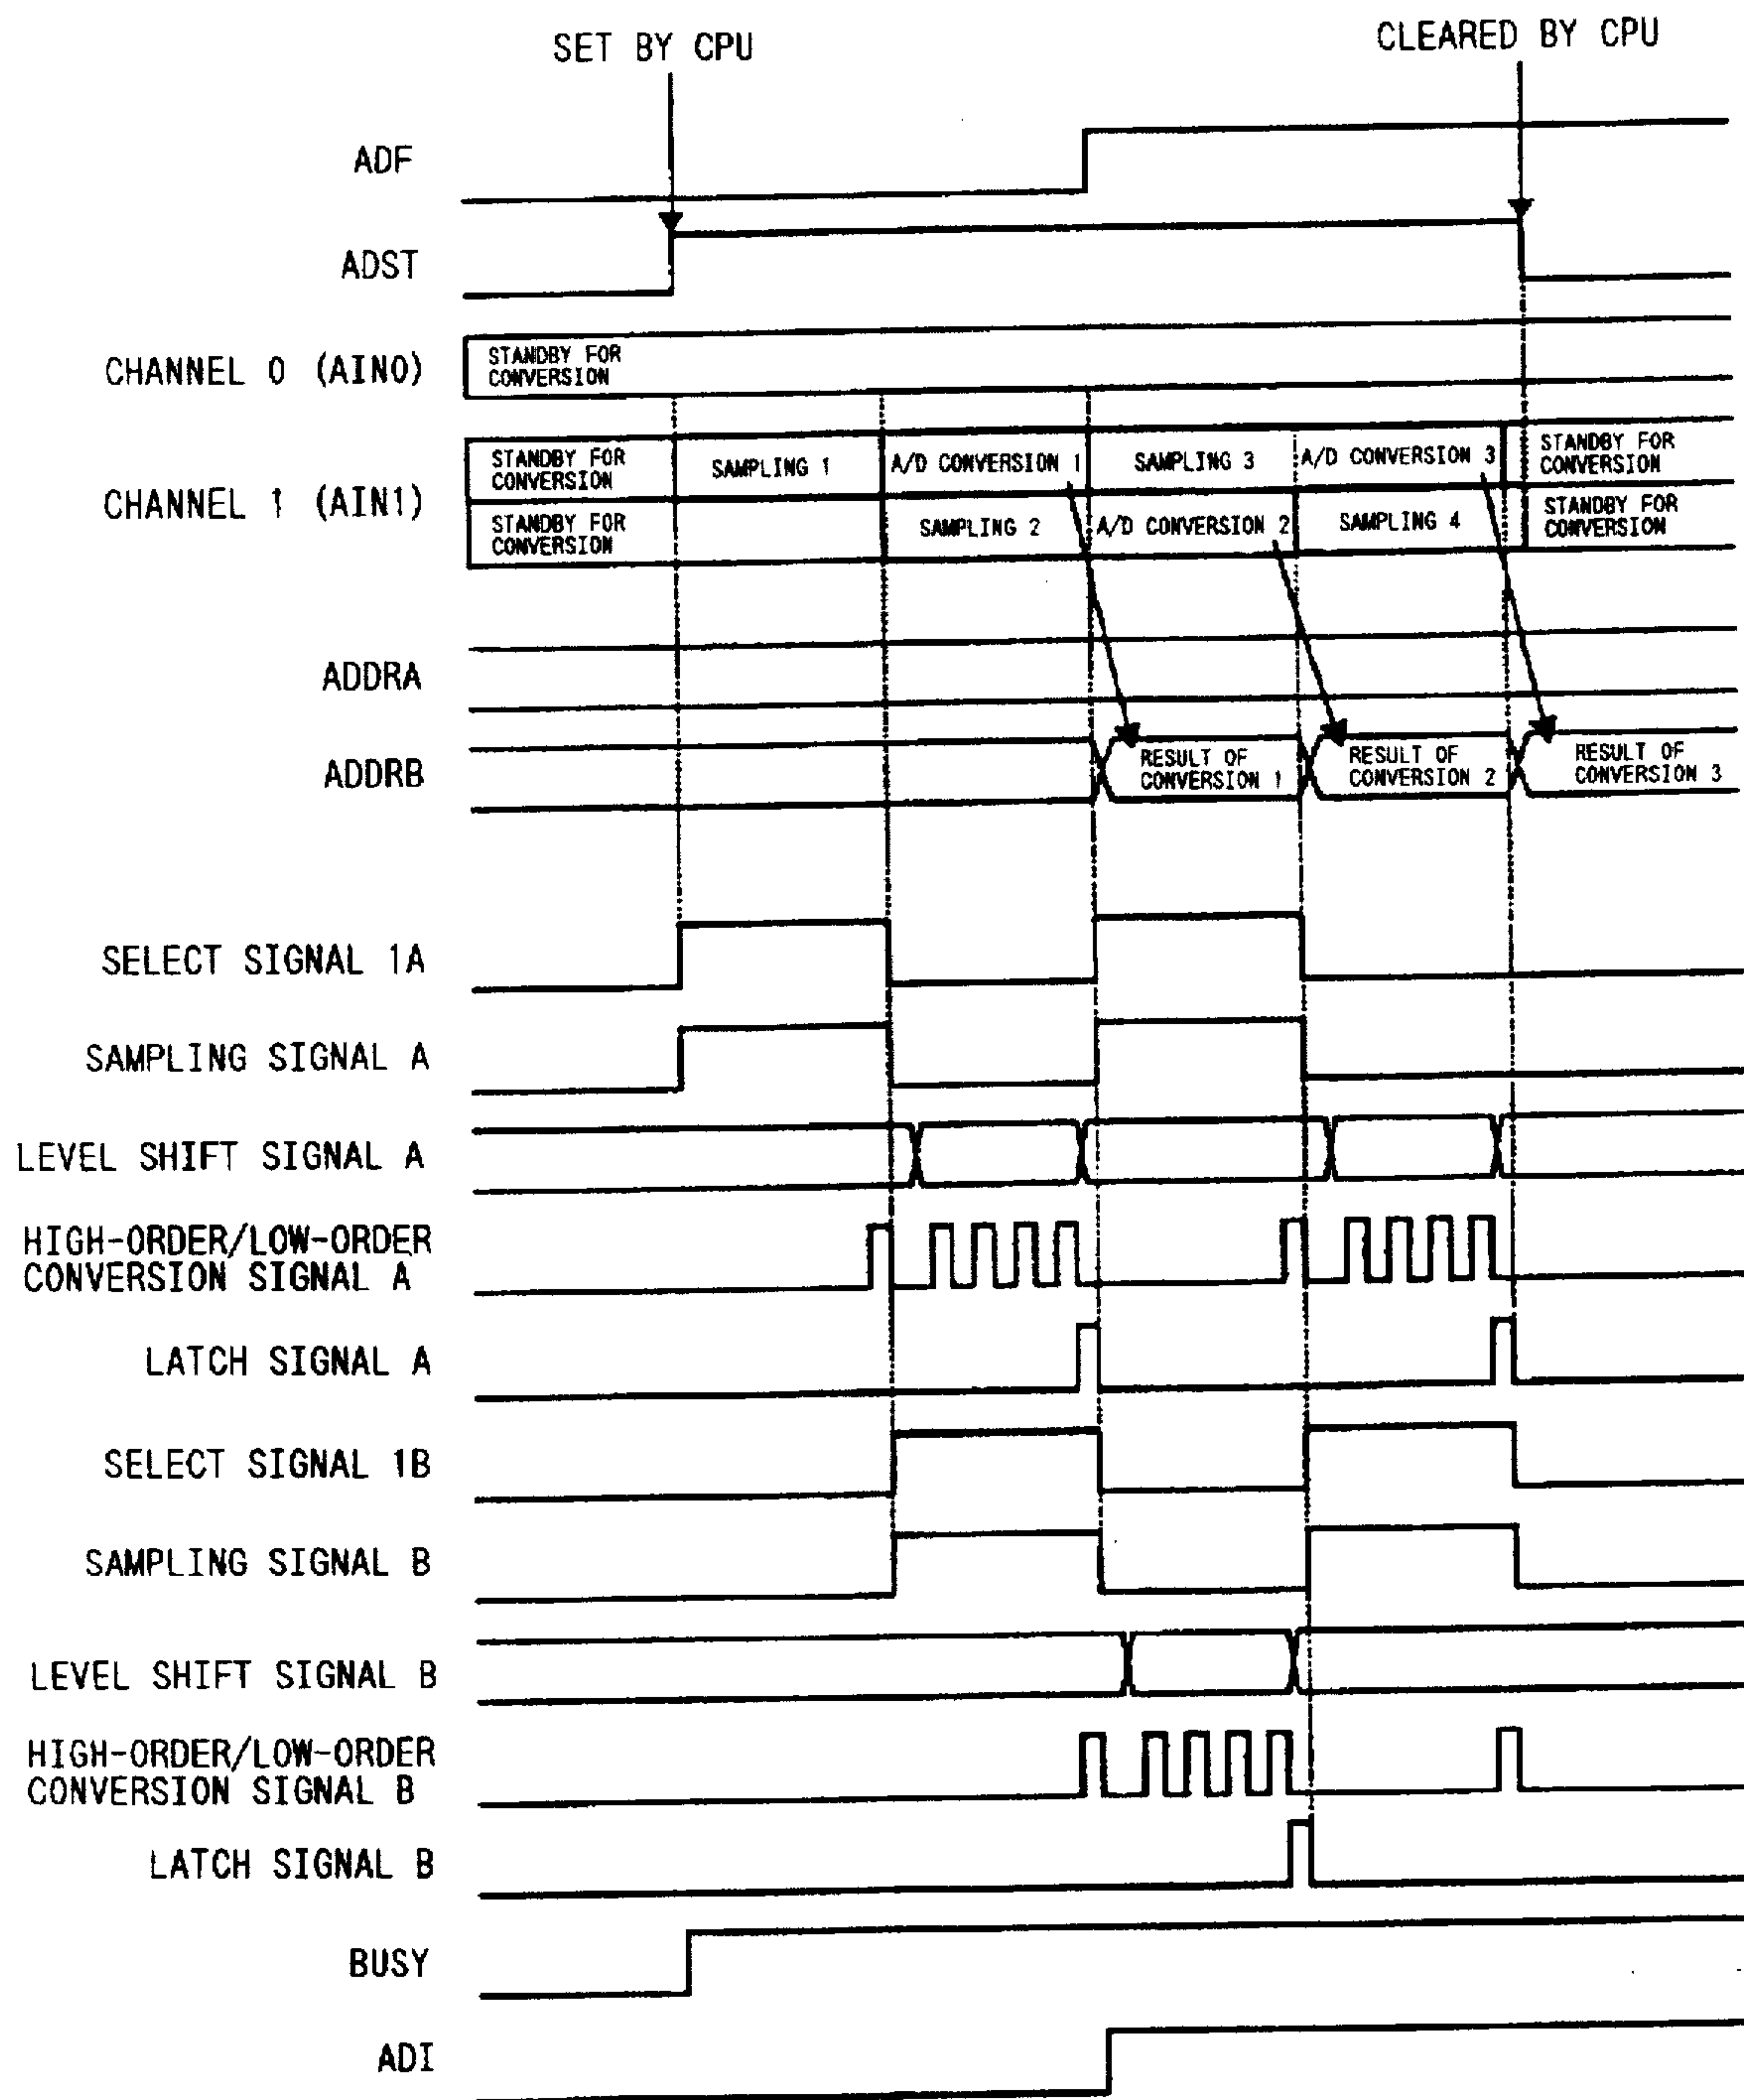 SET BY CPU
CLEARED BY CPU
ADF
ADST
CHANNEL 0 (AIN0)
STANDBY FOR
CONVERSION
CHANNEL 1 (AIN1)
STANDBY FOR
CONVERSION
SAMPLING 1
A/D CONVERSION 1
SAMPLING 3
A/D CONVERSION 3
STANDBY FOR
CONVERSION
STANDBY FOR
CONVERSION
SAMPLING 2
A/D CONVERSION 2
SAMPLING 4
STANDBY FOR
CONVERSION
ADDRA
ADDRB
RESULT OF
CONVERSION 1
RESULT OF
CONVERSION 2
RESULT OF
CONVERSION 3
SELECT SIGNAL 1A
SAMPLING SIGNAL A
LEVEL SHIFT SIGNAL A
HIGH-ORDER/LOW-ORDER
CONVERSION SIGNAL A
LATCH SIGNAL A
SELECT SIGNAL 1B
SAMPLING SIGNAL B
LEVEL SHIFT SIGNAL B
HIGH-ORDER/LOW-ORDER
CONVERSION SIGNAL B
LATCH SIGNAL B
BUSY
ADI